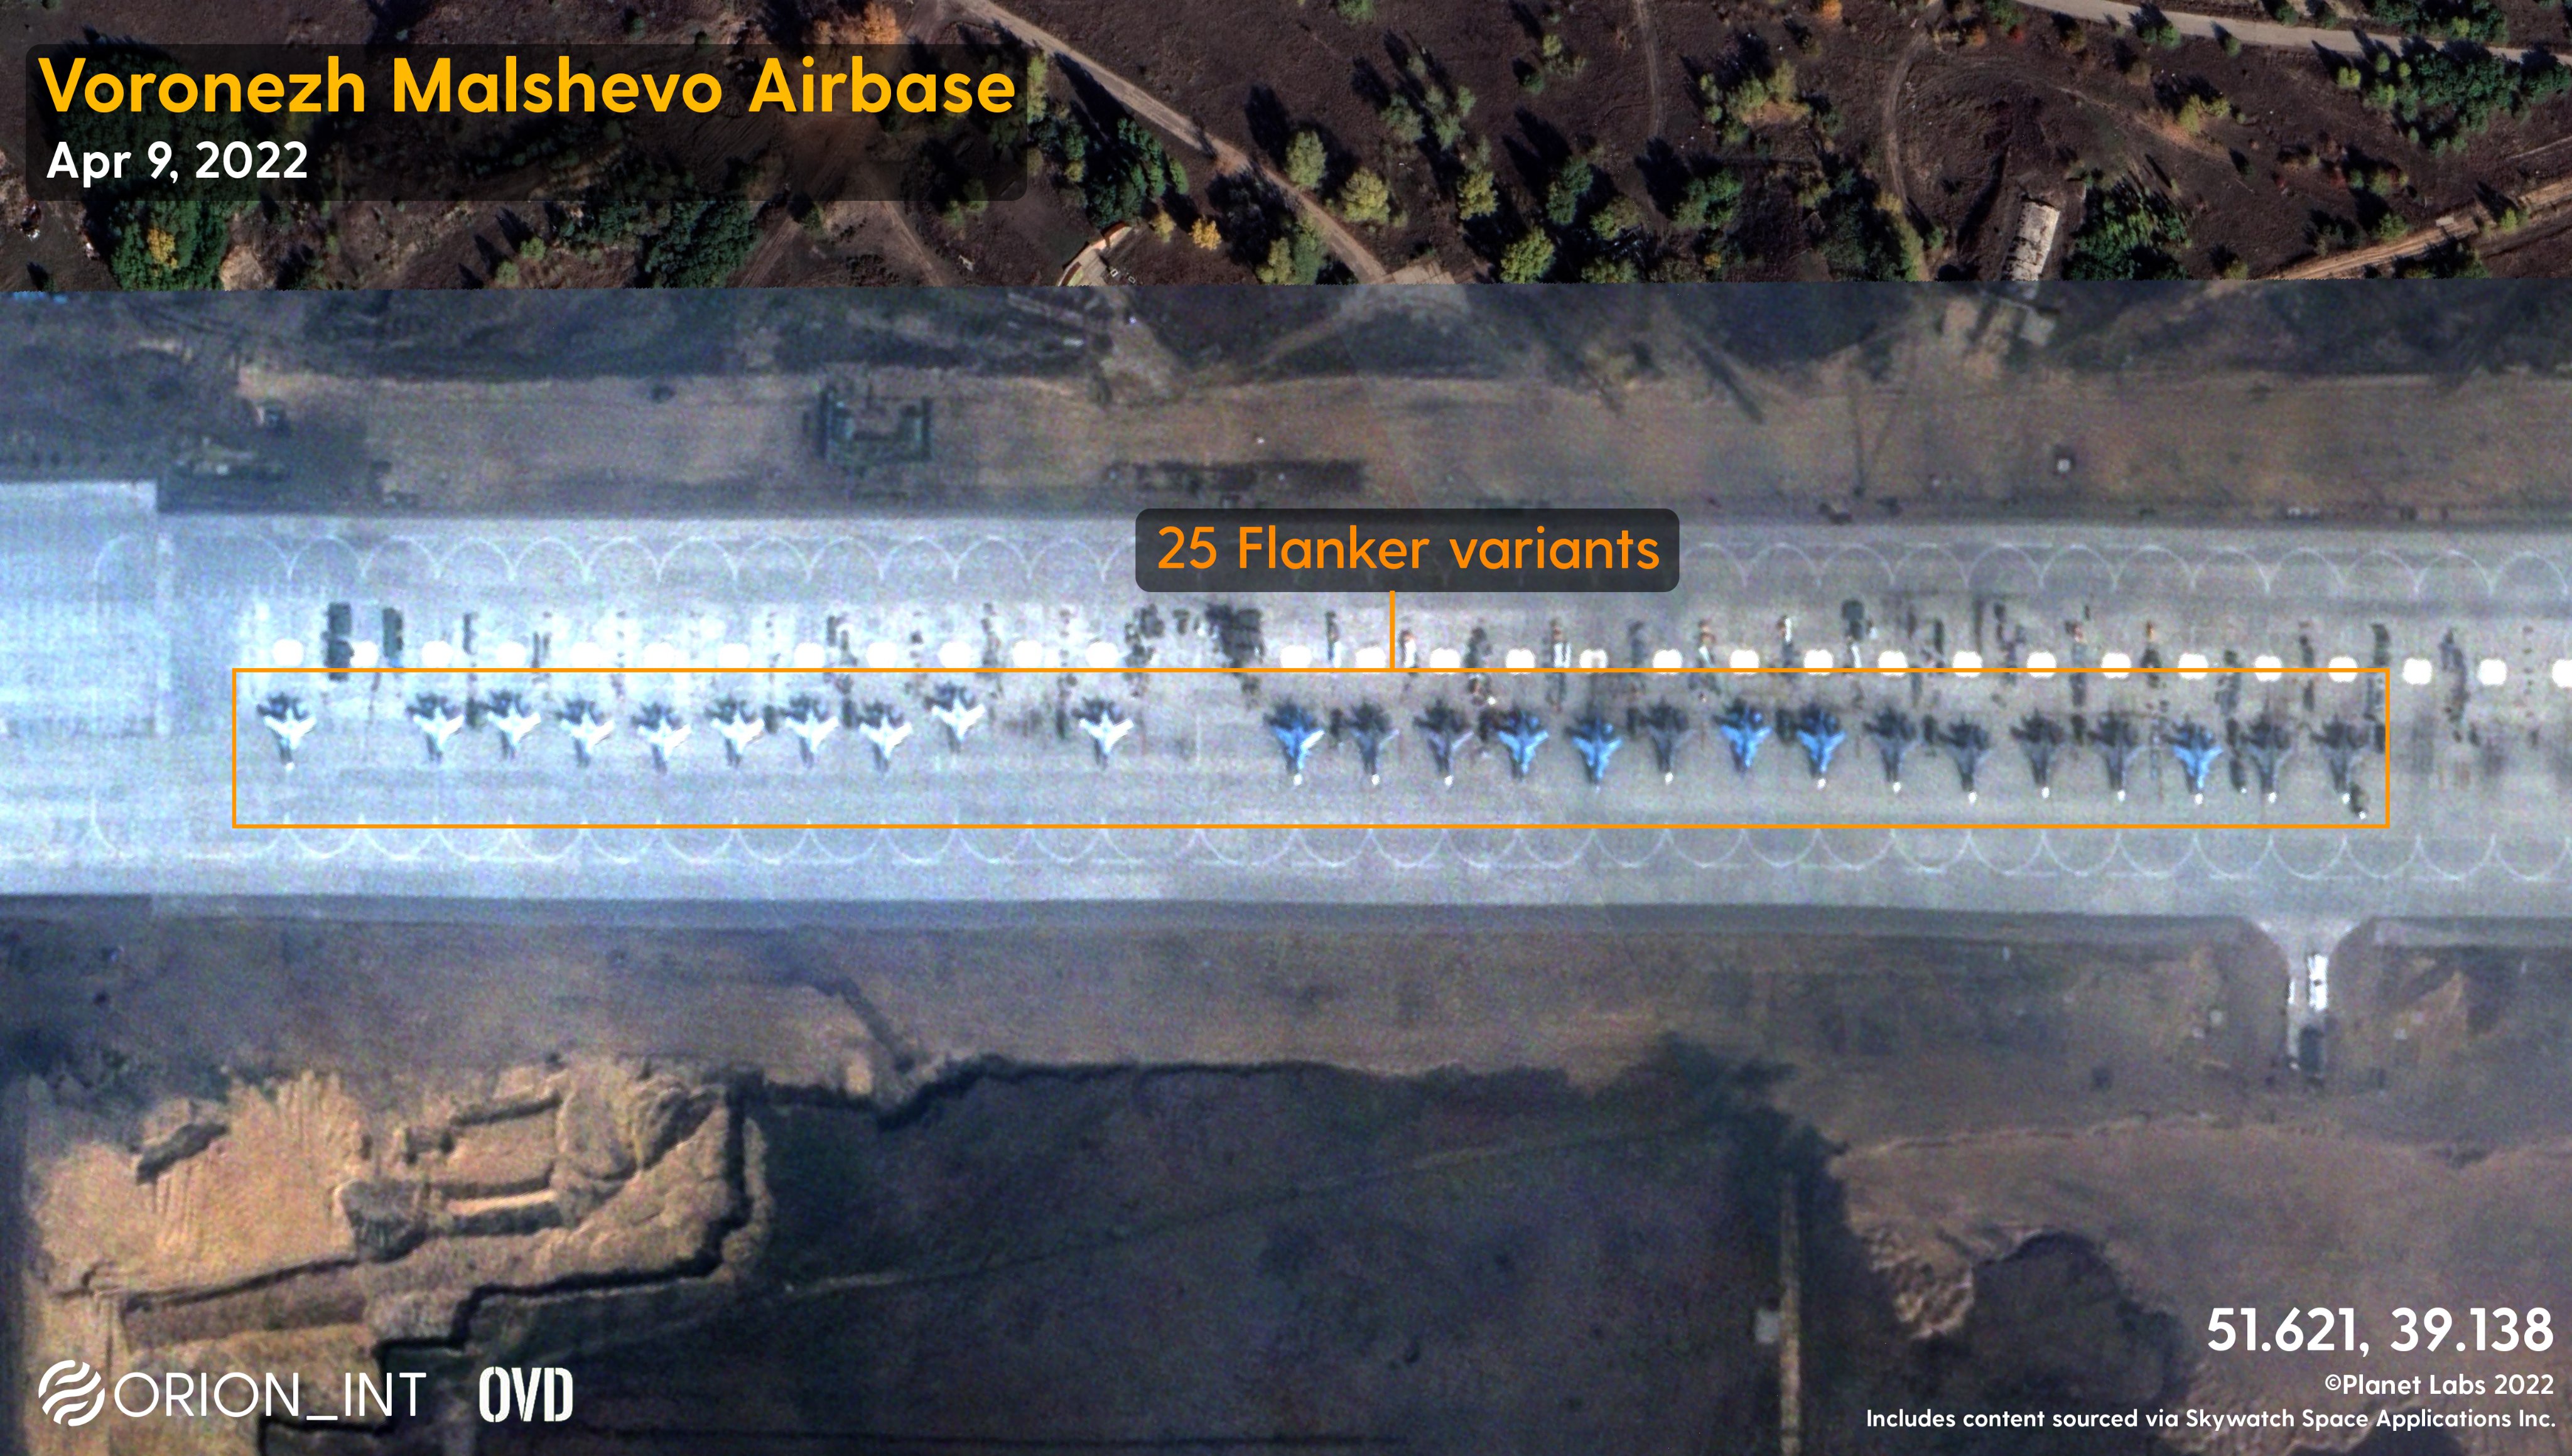 Voronezh Malshevo Airbase
Apr 9, 2022
25 Flanker variants
51.621, 39.138
©Planet Labs 2022
Includes content sourced via Skywatch Space Applications Inc.
ORION_INT OVD